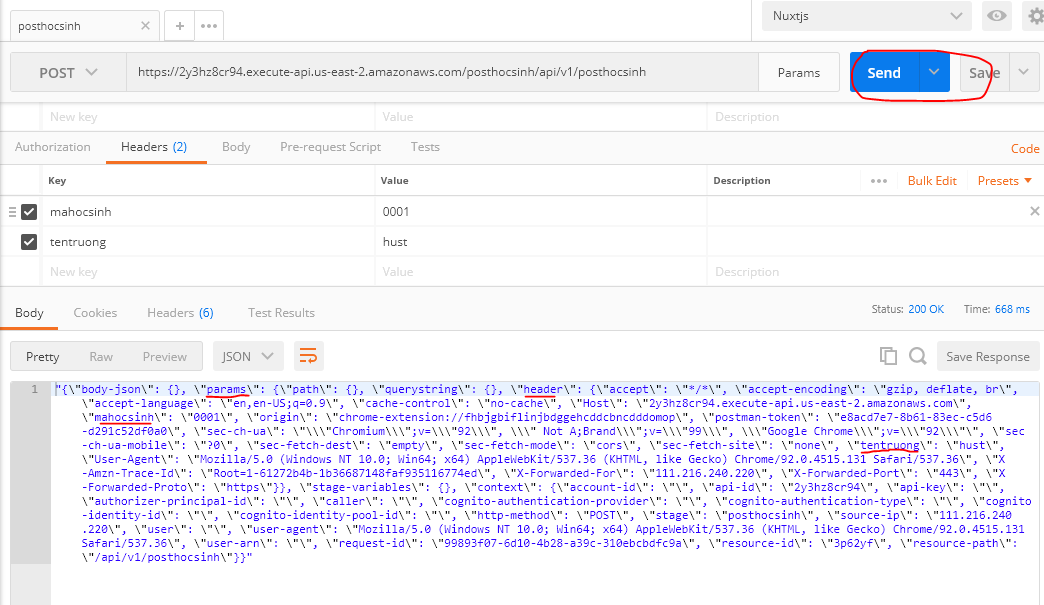 posthocsinh
Nuxtjs
POST
https://2y3hz8cr94.execute-api.us-east-2.amazonaws.com/posthocsinh/api/v1/posthocsinh
Params
Send
Save
New key Value Description
Authorization Headers (2) Body Pre-request Script Tests Code
Key Value Description Bulk Edit Presets
mahocsinh 0001
tentruong hust
New key Value Description
Body Cookies Headers (6) Test Results Status: 200 OK Time: 668 ms
Pretty Raw Preview JSON Save Response
1 "{\"body-json\": {}, \"params\": {\"path\": {}, \"querystring\": {}, \"header\": {\"accept\": \"*/*\", \"accept-encoding\": \"gzip, deflate, br\",
\"accept-language\": \"en,en-US;q=0.9\", \"cache-control\": \"no-cache\", \"Host\": \"2y3hz8cr94.execute-api.us-east-2.amazonaws.com\",
\"mahocsinh\": \"0001\", \"origin\": \"chrome-extension://fhbjgbiflinjbdggehcddcbncdddomop\", \"postman-token\": \"e8acd7e7-8b61-83ec-c5d6
-d291c52df0a0\", \"sec-ch-ua\": \"\\\"Chromium\\\";v=\\\"92\\\", \\\" Not A;Brand\\\";v=\\\"99\\\", \\\"Google Chrome\\\";v=\\\"92\\\"\", \"sec
-ch-ua-mobile\": \"?0\", \"sec-fetch-dest\": \"empty\", \"sec-fetch-mode\": \"cors\", \"sec-fetch-site\": \"none\", \"tentruong\": \"hust\",
\"User-Agent\": \"Mozilla/5.0 (Windows NT 10.0; Win64; x64) AppleWebKit/537.36 (KHTML, like Gecko) Chrome/92.0.4515.131 Safari/537.36\", \"X
-Amzn-Trace-Id\": \"Root=1-61272b4b-1b36687148faf935116774ed\", \"X-Forwarded-For\": \"111.216.240.220\", \"X-Forwarded-Port\": \"443\", \"X
-Forwarded-Proto\": \"https\"}}, \"stage-variables\": {}, \"context\": {\"account-id\": \"\", \"api-id\": \"2y3hz8cr94\", \"api-key\": \"\",
\"authorizer-principal-id\": \"\", \"caller\": \"\", \"cognito-authentication-provider\": \"\", \"cognito-authentication-type\": \"\", \"cognito
-identity-id\": \"\", \"cognito-identity-pool-id\": \"\", \"http-method\": \"POST\", \"stage\": \"posthocsinh\", \"source-ip\": \"111.216.240
.220\", \"user\": \"\", \"user-agent\": \"Mozilla/5.0 (Windows NT 10.0; Win64; x64) AppleWebKit/537.36 (KHTML, like Gecko) Chrome/92.0.4515.131
Safari/537.36\", \"user-arn\": \"\", \"request-id\": \"99893f07-6d10-4b28-a39c-310ebcbdfc9a\", \"resource-id\": \"3p62yf\", \"resource-path\":
\"/api/v1/posthocsinh\"}}"